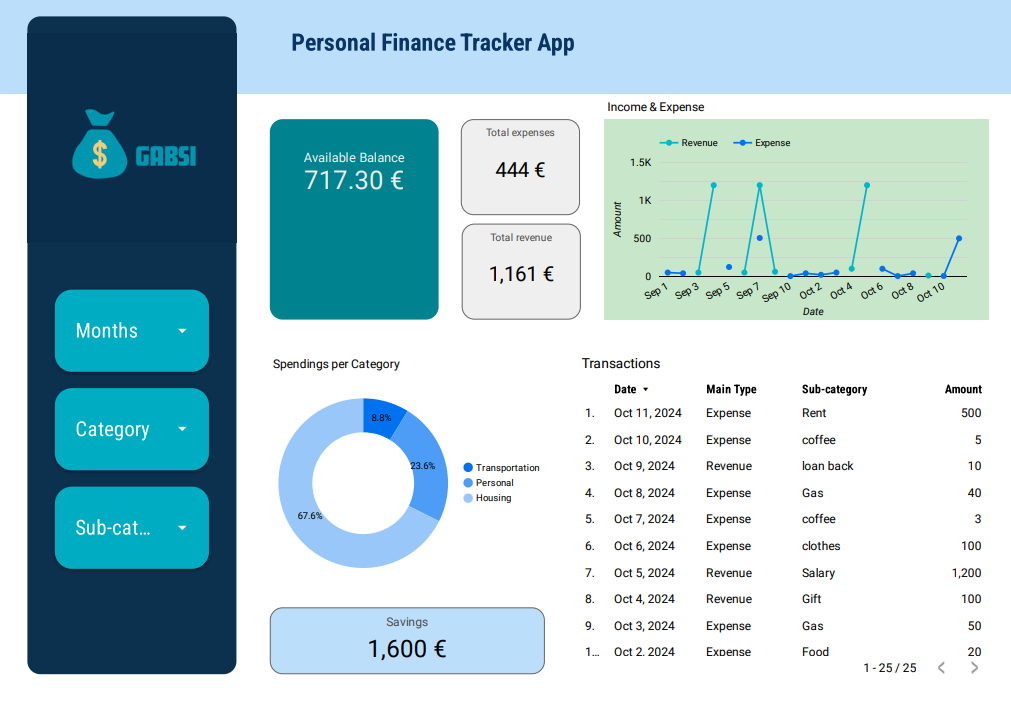 Personal Finance Tracker App
$
GABSI
Months
Category
Sub-cat...
Available Balance
717.30 €
Total expenses
444 €
Total revenue
1,161 €
Income & Expense
Revenue Expense
1.5K
1K
500
0
Amount
Sep 1 Sep 3 Sep 5 Sep 7 Sep 10 Oct 2 Oct 4 Oct 6 Oct 8 Oct 10
Date
Spendings per Category
8.8%
23.6%
67.6%
Transportation
Personal
Housing
Savings
1,600 €
Transactions
Date Main Type Sub-category Amount
1. Oct 11, 2024 Expense Rent 500
2. Oct 10, 2024 Expense coffee 5
3. Oct 9, 2024 Revenue loan back 10
4. Oct 8, 2024 Expense Gas 40
5. Oct 7, 2024 Expense coffee 3
6. Oct 6, 2024 Expense clothes 100
7. Oct 5, 2024 Revenue Salary 1,200
8. Oct 4, 2024 Revenue Gift 100
9. Oct 3, 2024 Expense Gas 50
1... Oct 2, 2024 Expense Food 20
1 - 25 / 25